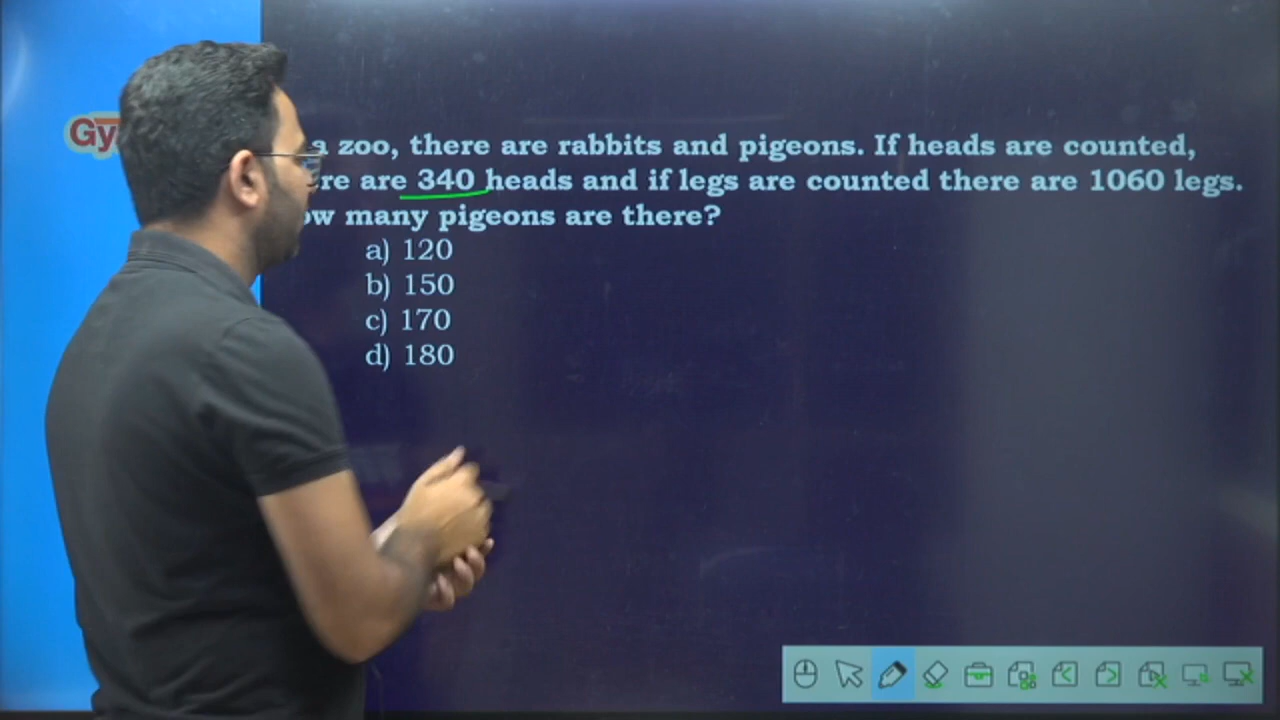 Gy
a zoo, there are rabbits and pigeons. If heads are counted,
are 340 heads and if legs are counted there are 1060 legs.
many pigeons are there?
a) 120
b) 150
c) 170
d) 180